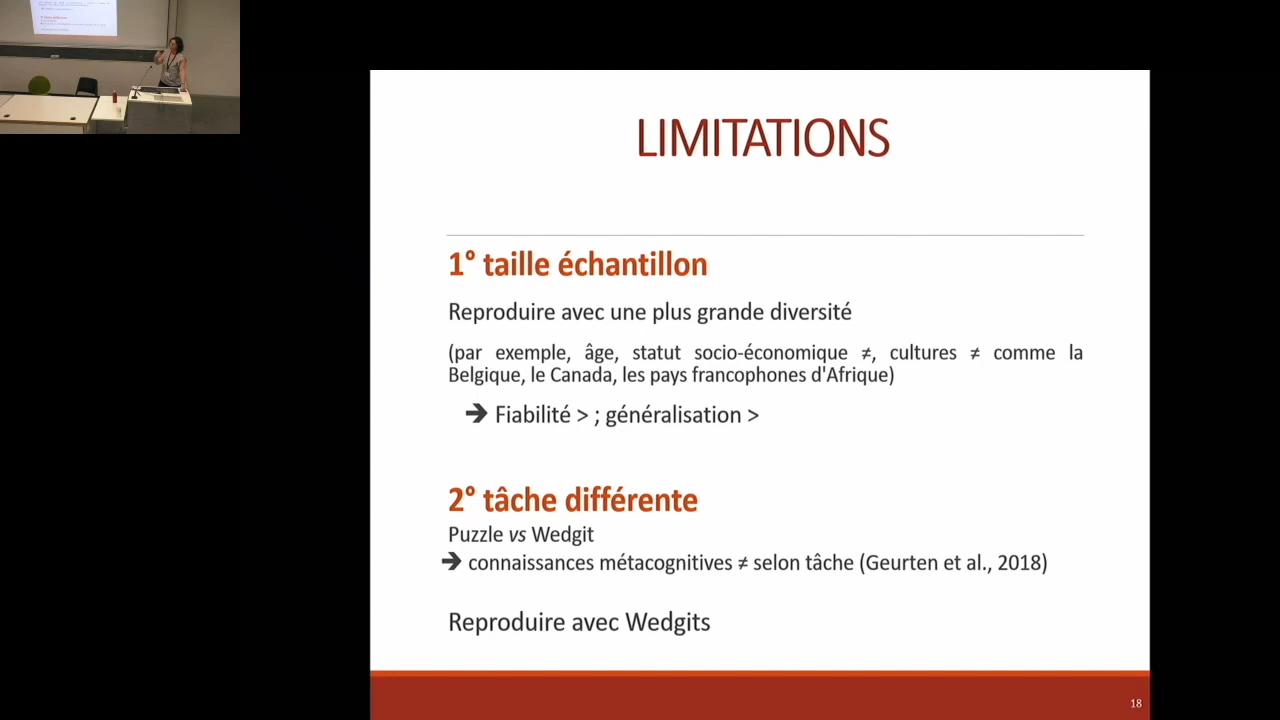 LIMITATIONS
1° taille échantillon
Reproduire avec une plus grande diversité
(par exemple, âge, statut socio-économique ≠, cultures ≠ comme la
Belgique, le Canada, les pays francophones d'Afrique)
➔ Fiabilité > ; généralisation >
2° tâche différente
Puzzle vs Wedgit
➔ connaissances métacognitives ≠ selon tâche (Geurten et al., 2018)
Reproduire avec Wedgits
18